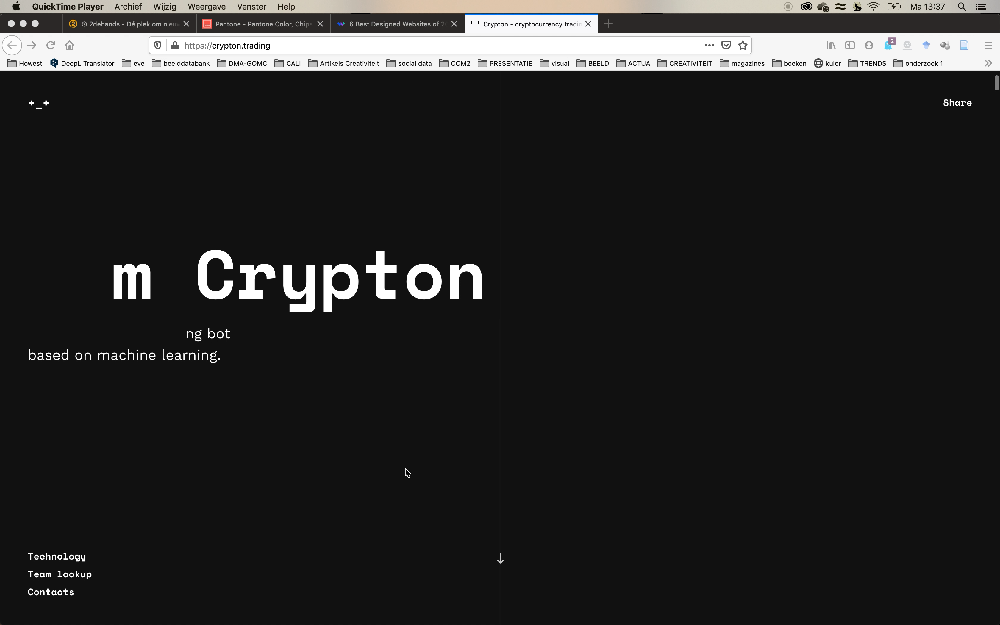 QuickTime Player Archief Wijzig Weergave Venster Help Ma 13:37
② 2dehands - Dé plek om nieuw
Pantone - Pantone Color, Chips
6 Best Designed Websites of 20
+_+ Crypton - cryptocurrency tradin
https://crypton.trading
2
Howest DeepL Translator eve beelddatabank DMA-GOMC CALI Artikels Creativiteit social data COM2 PRESENTATIE visual BEELD ACTUA CREATIVITEIT magazines boeken kuler TRENDS onderzoek 1
+_+ Share
m Crypton
ng bot
based on machine learning.
Technology
Team lookup
Contacts